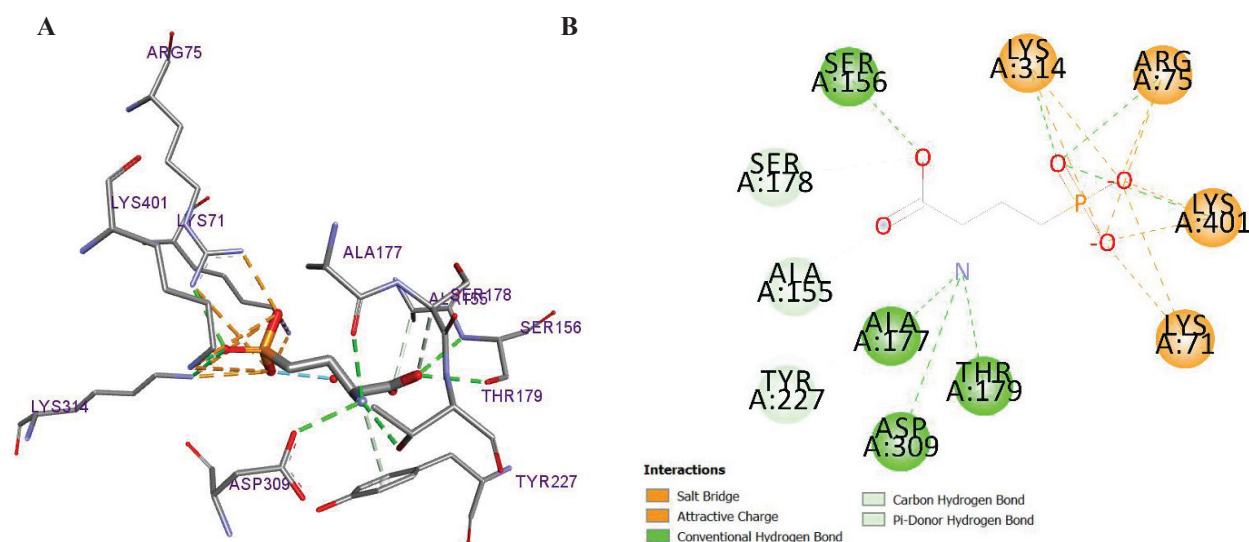 A
ARG75
LYS401
LYS71
ALA177
SER178
ALA155
SER156
THR179
LYS314
ASP309
TYR227
B
SER
A:156
LYS
A:314
ARG
A:75
SER
A:178
O
O
-O
P
LYS
A:401
O
-O
ALA
A:155
N
ALA
A:177
LYS
A:71
TYR
A:227
THR
A:179
ASP
A:309
Interactions
Salt Bridge
Attractive Charge
Conventional Hydrogen Bond
Carbon Hydrogen Bond
Pi-Donor Hydrogen Bond